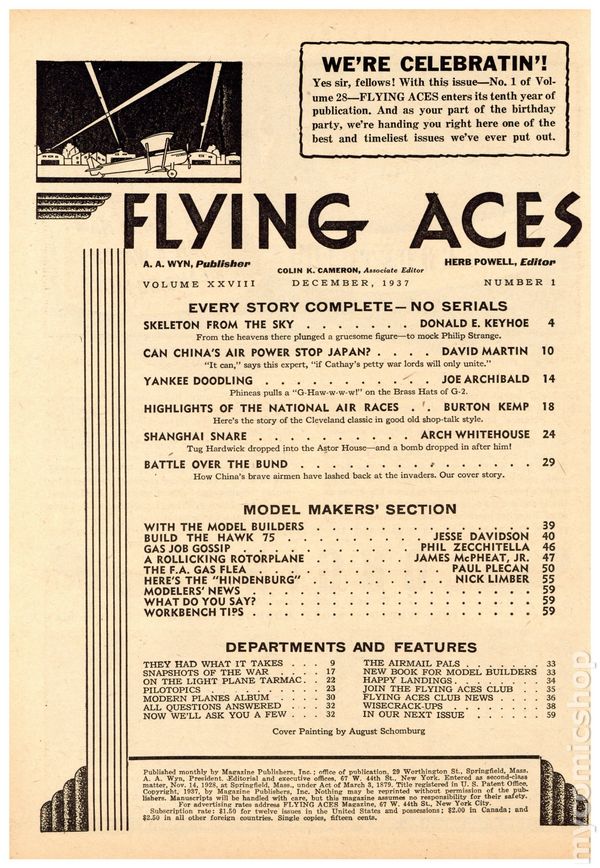 WE'RE CELEBRATIN'!
Yes sir, fellows! With this issue—No. 1 of Vol-
ume 28—FLYING ACES enters its tenth year of
publication. And as your part of the birthday
party, we're handing you right here one of the
best and timeliest issues we've ever put out.
FLYING ACES
A. A. WYN, Publisher
COLIN K. CAMERON, Associate Editor
HERB POWELL, Editor
VOLUME XXVIII DECEMBER, 1937 NUMBER 1
EVERY STORY COMPLETE—NO SERIALS
SKELETON FROM THE SKY . . . . . . . DONALD E. KEYHOE 4
From the heavens there plunged a gruesome figure—to mock Philip Strange.
CAN CHINA'S AIR POWER STOP JAPAN? . . . . DAVID MARTIN 10
"It can," says this expert, "if Cathay's petty war lords will only unite."
YANKEE DOODLING . . . . . . . . . . JOE ARCHIBALD 14
Phineas pulls a "G-Haw-w-w-w!" on the Brass Hats of G-2.
HIGHLIGHTS OF THE NATIONAL AIR RACES . . . BURTON KEMP 18
Here's the story of the Cleveland classic in good old shop-talk style.
SHANGHAI SNARE . . . . . . . . . . ARCH WHITEHOUSE 24
Tug Hardwick dropped into the Astor House—and a bomb dropped in after him!
BATTLE OVER THE BUND . . . . . . . . . . . . . . . 29
How China's brave airmen have lashed back at the invaders. Our cover story.
MODEL MAKERS' SECTION
WITH THE MODEL BUILDERS . . . . . . . . . . . . . 39
BUILD THE HAWK 75 . . . . . . . . . JESSE DAVIDSON 40
GAS JOB GOSSIP . . . . . . . . . . PHIL ZECCHITELLA 46
A ROLLICKING ROTORPLANE . . . . . JAMES McPHEAT, JR. 47
THE F.A. GAS FLEA . . . . . . . . . . PAUL PLECAN 50
HERE'S THE "HINDENBURG" . . . . . . . . NICK LIMBER 55
MODELERS' NEWS . . . . . . . . . . . . . . . . 59
WHAT DO YOU SAY? . . . . . . . . . . . . . . . 59
WORKBENCH TIPS . . . . . . . . . . . . . . . . 59
DEPARTMENTS AND FEATURES
THEY HAD WHAT IT TAKES . . . 9
SNAPSHOTS OF THE WAR . . . . 17
ON THE LIGHT PLANE TARMAC . . 22
PILOTOPICS . . . . . . . 23
MODERN PLANES ALBUM . . . . 30
ALL QUESTIONS ANSWERED . . . 32
NOW WE'LL ASK YOU A FEW . . . 32
THE AIRMAIL PALS . . . . . . 33
NEW BOOK FOR MODEL BUILDERS 33
HAPPY LANDINGS . . . . . . . 34
JOIN THE FLYING ACES CLUB . . 35
FLYING ACES CLUB NEWS . . . . 36
WISECRACK-UPS . . . . . . . 38
IN OUR NEXT ISSUE . . . . . . 59
Cover Painting by August Schomburg
Published monthly by Magazine Publishers, Inc.; office of publication, 29 Worthington St., Springfield, Mass.
A. A. Wyn, President. Editorial and executive offices, 67 W. 44th St., New York. Entered as second-class
matter, Nov. 14, 1928, at Springfield, Mass., under Act of March 3, 1879. Title registered in U. S. Patent Office.
Copyright, 1937, by Magazine Publishers, Inc. Nothing may be reprinted without permission of the pub-
lishers. Manuscripts will be handled with care, but this magazine assumes no responsibility for their safety.
For advertising rates address FLYING ACES Magazine, 67 W. 44th St., New York City.
Subscription rate: $1.50 for twelve issues in the United States and possessions; $2.00 in Canada; and
$2.50 in all other foreign countries. Single copies, fifteen cents.
mycomicshop